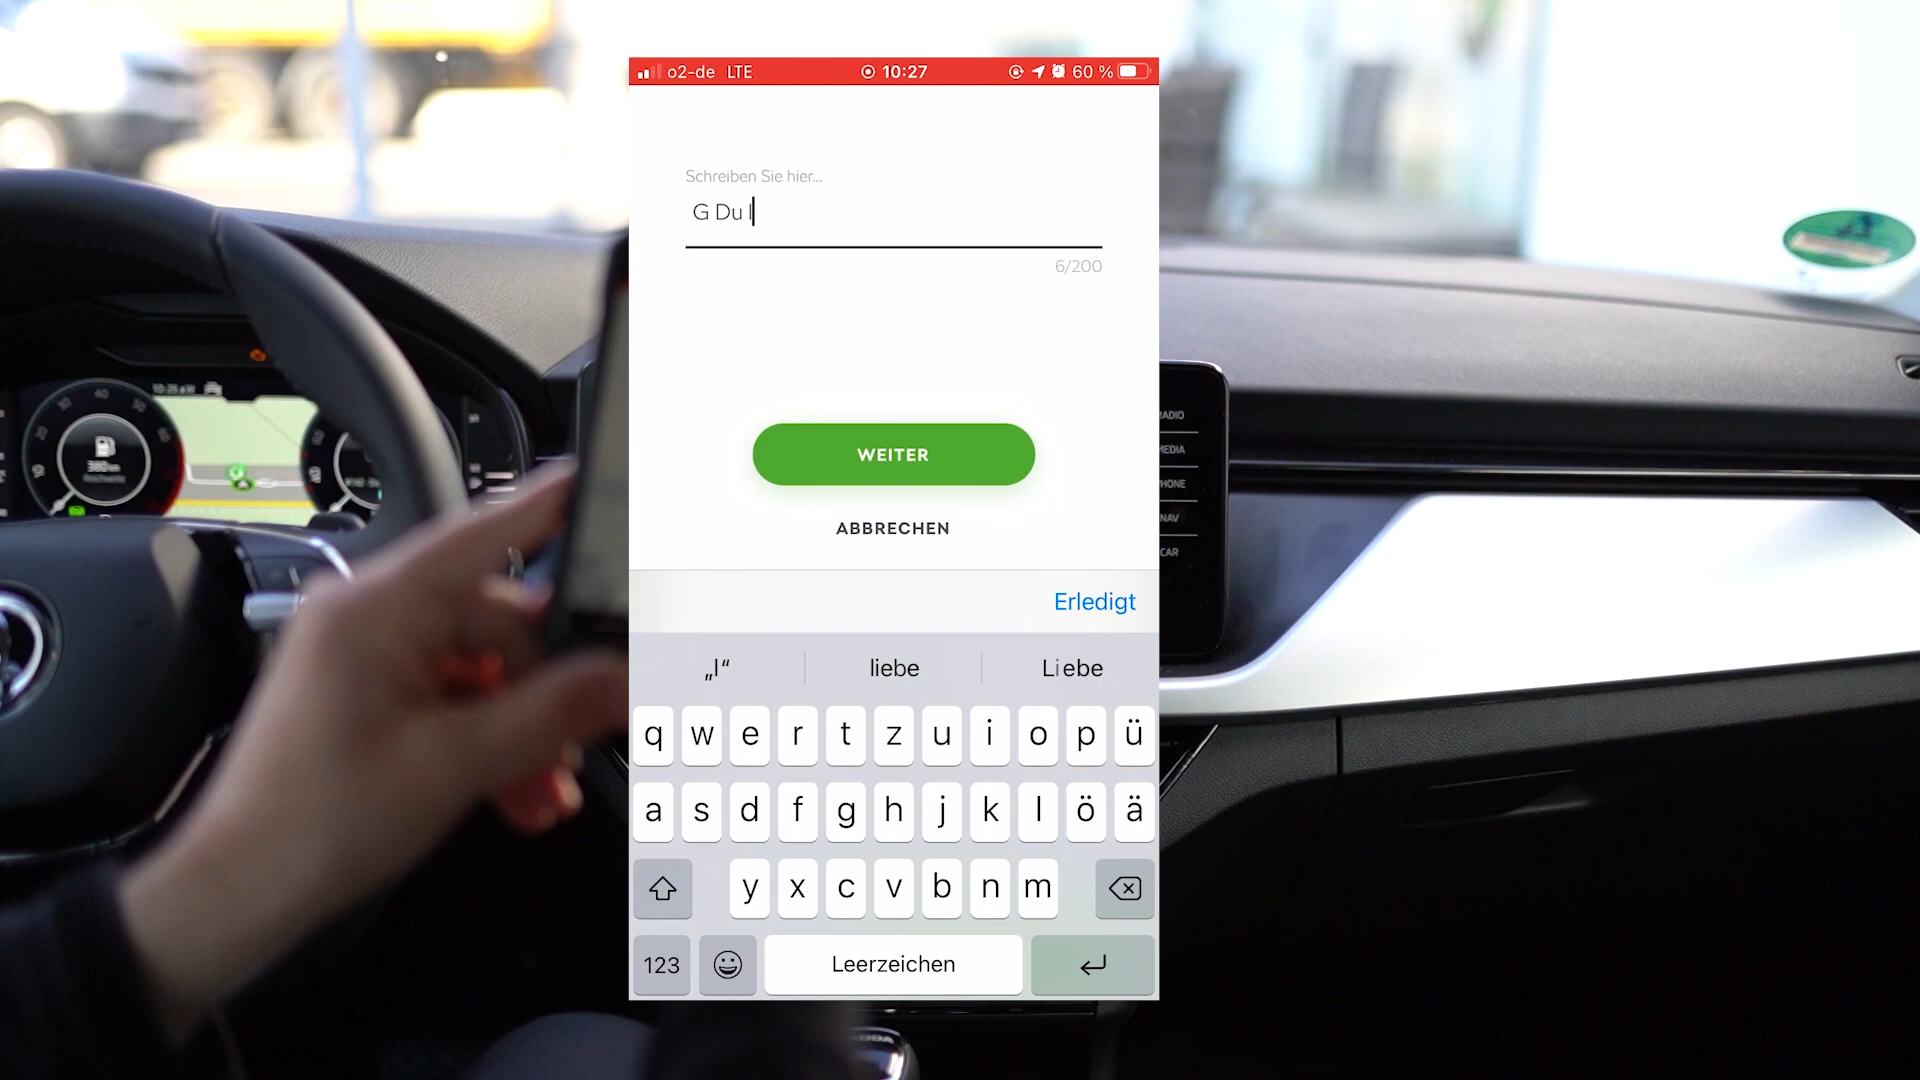 o2-de LTE 10:27 60 %
Schreiben Sie hier...
G Du l
6/200
WEITER
ABBRECHEN
Erledigt
„l“ liebe Liebe
q w e r t z u i o p ü
a s d f g h j k l ö ä
y x c v b n m
123 Leerzeichen
RADIO
MEDIA
PHONE
NAV
CAR